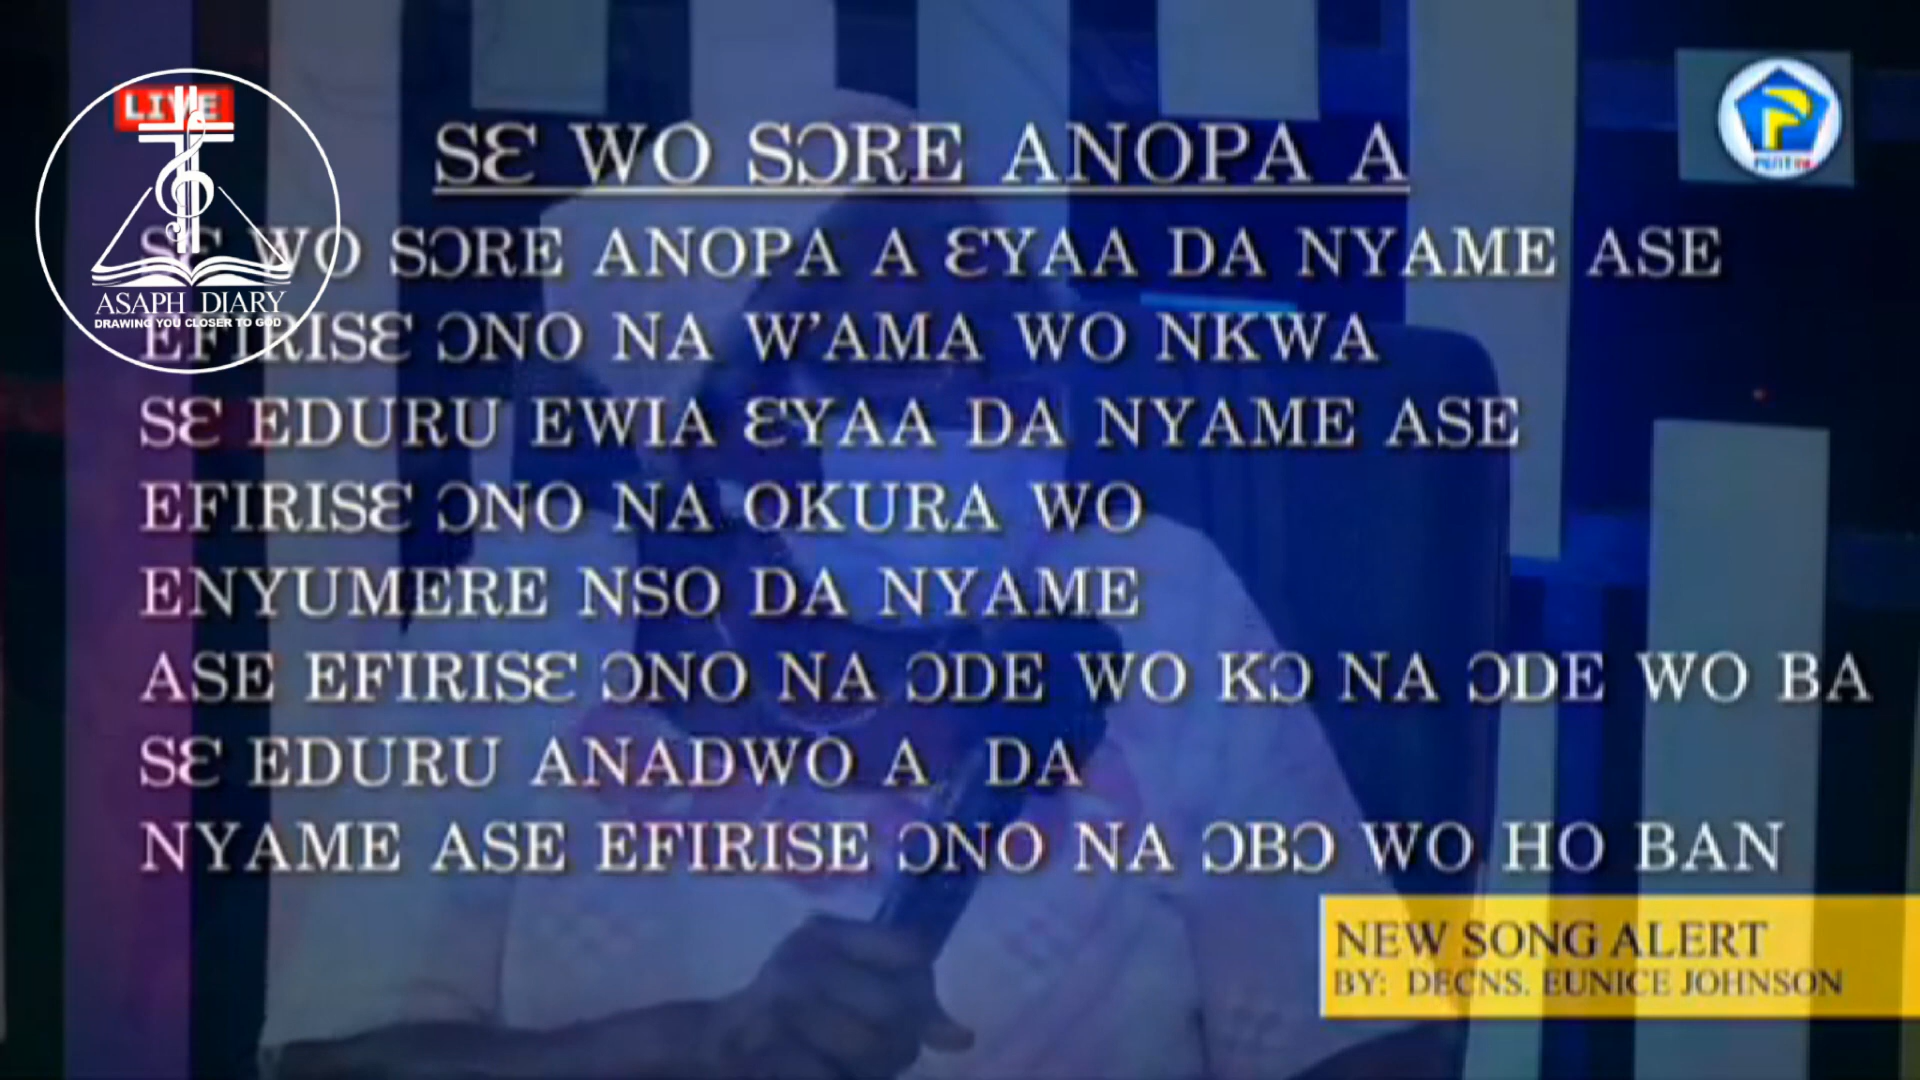 LIVE
SƐ WO SƆRE ANOPA A
SƐ WO SƆRE ANOPA A ƐYAA DA NYAME ASE
EFIRISƐ ƆNO NA W'AMA WO NKWA
SƐ EDURU EWIA ƐYAA DA NYAME ASE
EFIRISƐ ƆNO NA OKURA WO
ENYUMERE NSO DA NYAME
ASE EFIRISƐ ƆNO NA ƆDE WO KƆ NA ƆDE WO BA
SƐ EDURU ANADWO A DA
NYAME ASE EFIRISE ƆNO NA ƆBƆ WO HO BAN
ASAPH DIARY
DRAWING YOU CLOSER TO GOD
NEW SONG ALERT
BY: DECNS. EUNICE JOHNSON